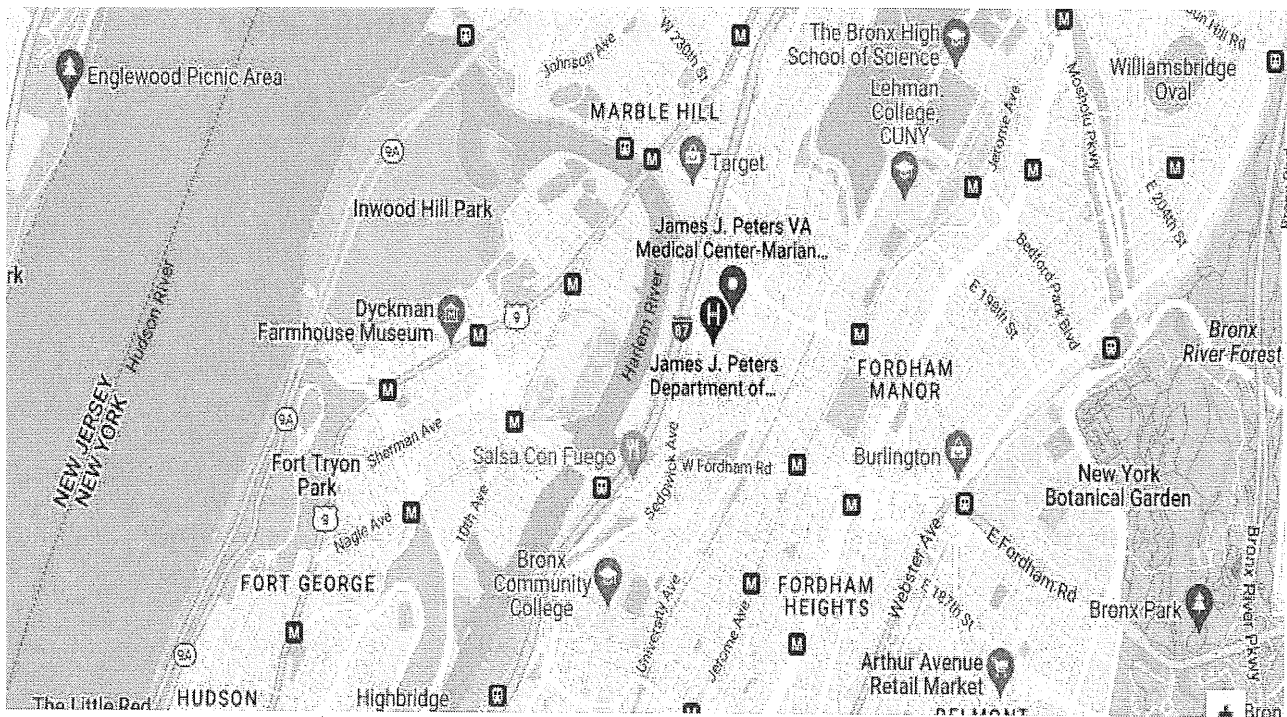 The Bronx High
School of Science
Englewood Picnic Area
Johnson Ave
W 230th St
Williamsbridge
Oval
Lehman
College,
CUNY
Mosholu Pkwy
Jerome Ave
MARBLE HILL
M
9A
Target
E 204th St
Inwood Hill Park
James J. Peters VA
Medical Center-Marian...
Bedford Park Blvd
E 198th St
Hudson River
Harlem River
Dyckman
Farmhouse Museum
9
H
87
Bronx
River Forest
James J. Peters
Department of...
FORDHAM
MANOR
NEW JERSEY
NEW YORK
9A
Sherman Ave
Fort Tryon
Park
Salsa Con Fuego
Sedgwick Ave
W Fordham Rd
Burlington
New York
Botanical Garden
9
Nagle Ave
10th Ave
Webster Ave
E Fordham Rd
Bronx
Community
College
FORT GEORGE
FORDHAM
HEIGHTS
E 187th St
University Ave
Jerome Ave
Bronx Park
Bronx River Pkwy
9A
Arthur Avenue
Retail Market
The Little Red
HUDSON
Highbridge
BELMONT
Bron